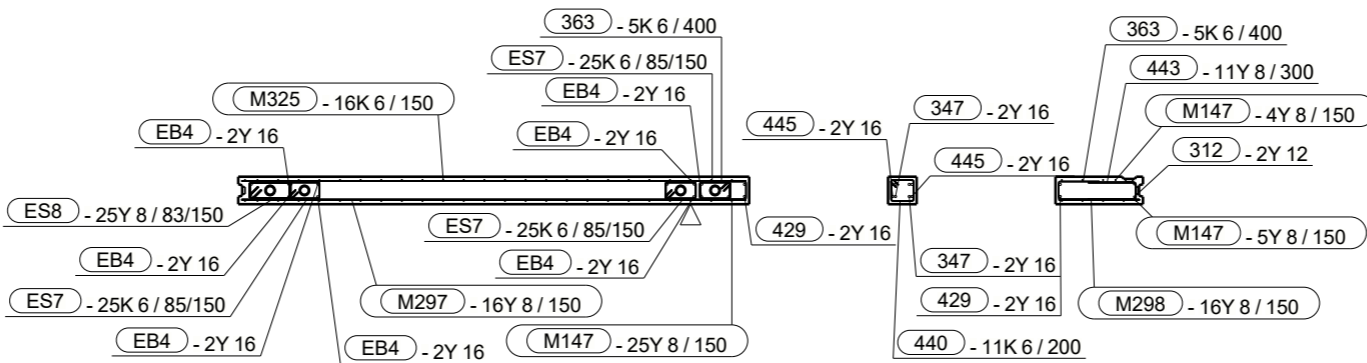 363 - 5K 6 / 400
ES7 - 25K 6 / 85/150
EB4 - 2Y 16
M325 - 16K 6 / 150
EB4 - 2Y 16
EB4 - 2Y 16
ES8 - 25Y 8 / 83/150
EB4 - 2Y 16
ES7 - 25K 6 / 85/150
EB4 - 2Y 16
EB4 - 2Y 16
M297 - 16Y 8 / 150
ES7 - 25K 6 / 85/150
EB4 - 2Y 16
M147 - 25Y 8 / 150
429 - 2Y 16
445 - 2Y 16
347 - 2Y 16
445 - 2Y 16
347 - 2Y 16
429 - 2Y 16
440 - 11K 6 / 200
363 - 5K 6 / 400
443 - 11Y 8 / 300
M147 - 4Y 8 / 150
312 - 2Y 12
M147 - 5Y 8 / 150
M298 - 16Y 8 / 150